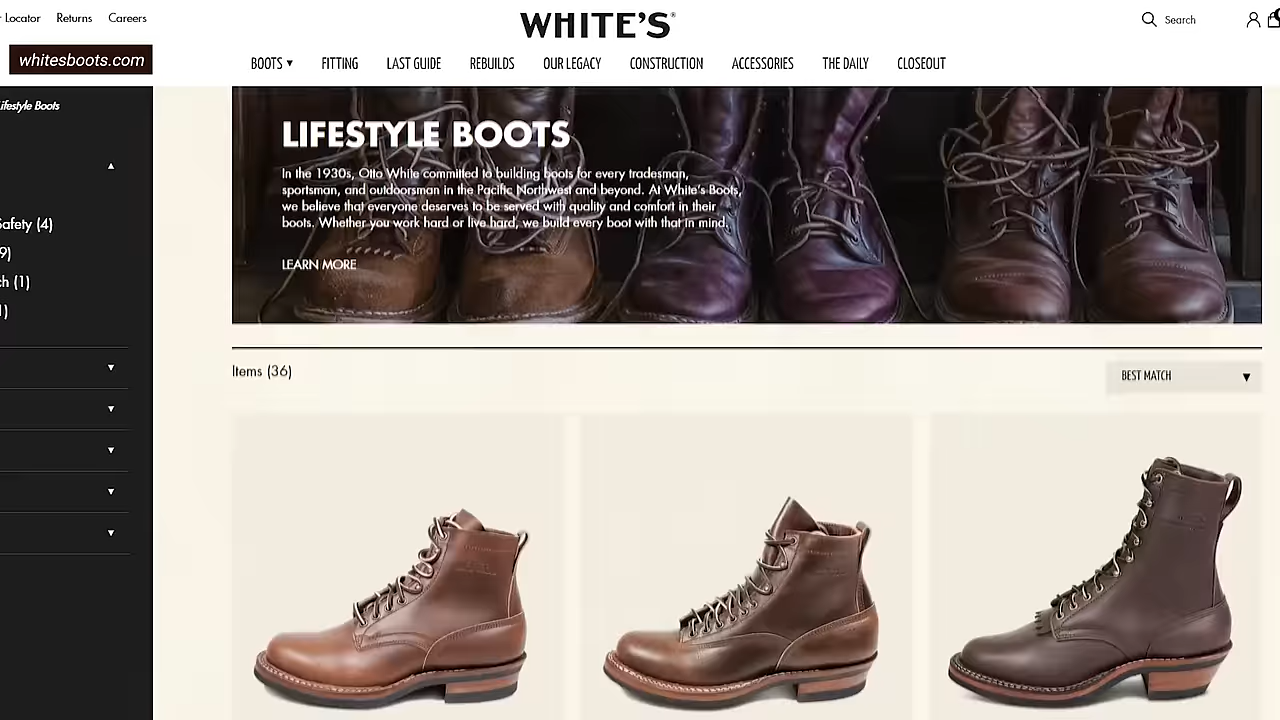 Locator Returns Careers
WHITE'S®
Search
whitesboots.com
BOOTS ▼ FITTING LAST GUIDE REBUILDS OUR LEGACY CONSTRUCTION ACCESSORIES THE DAILY CLOSEOUT
Lifestyle Boots
Safety (4)
9)
ch (1)
1)
LIFESTYLE BOOTS
In the 1930s, Otto White committed to building boots for every tradesman,
sportsman, and outdoorsman in the Pacific Northwest and beyond. At White's Boots,
we believe that everyone deserves to be served with quality and comfort in their
boots. Whether you work hard or live hard, we build every boot with that in mind.
LEARN MORE
Items (36)
BEST MATCH ▼